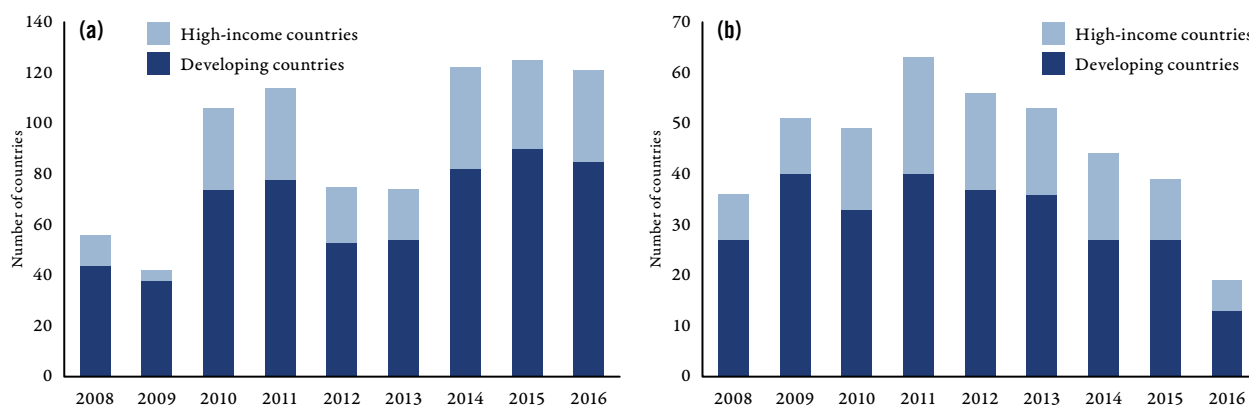 (a)
High-income countries
Developing countries
Number of countries
140
120
100
80
60
40
20
0
2008 2009 2010 2011 2012 2013 2014 2015 2016
(b)
High-income countries
Developing countries
Number of countries
70
60
50
40
30
20
10
0
2008 2009 2010 2011 2012 2013 2014 2015 2016